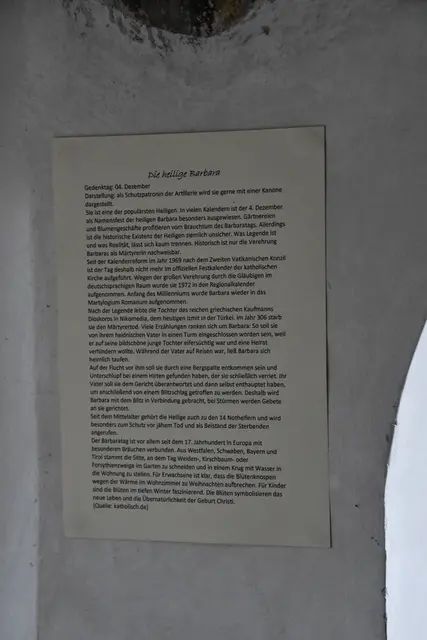 Die heilige Barbara
Gedenktag: 04. Dezember
Darstellung: als Schutzpatronin der Artillerie wird sie gerne mit einer Kanone
dargestellt.
Sie ist eine der populärsten Heiligen. In vielen Kalendern ist der 4. Dezember
als Namensfest der heiligen Barbara besonders ausgewiesen. Gärtnereien
und Blumengeschäfte profitieren vom Brauchtum des Barbaratags. Allerdings
ist die historische Existenz der Heiligen ziemlich unsicher. Was Legende ist
und was Realität, lässt sich kaum trennen. Historisch ist nur die Verehrung
Barbaras als Märtyrerin nachweisbar.
Seit der Kalenderreform im Jahr 1969 nach dem Zweiten Vatikanischen Konzil
ist der Tag deshalb nicht mehr im offiziellen Festkalender der katholischen
Kirche aufgeführt. Wegen der großen Verehrung durch die Gläubigen im
deutschsprachigen Raum wurde sie 1972 in den Regionalkalender
aufgenommen. Anfang des Millenniums wurde Barbara wieder in das
Martylogium Romanum aufgenommen.
Nach der Legende lebte die Tochter des reichen griechischen Kaufmanns
Dioskoros in Nikomedia, dem heutigen Izmit in der Türkei. Im Jahr 306 starb
sie den Märtyrertod. Viele Erzählungen ranken sich um Barbara: So soll sie
von ihrem heidnischen Vater in einen Turm eingeschlossen worden sein, weil
er auf seine bildschöne junge Tochter eifersüchtig war und eine Heirat
verhindern wollte. Während der Vater auf Reisen war, ließ Barbara sich
heimlich taufen.
Auf der Flucht vor ihm soll sie durch eine Bergspalte entkommen sein und
Unterschlupf bei einem Hirten gefunden haben, der sie schließlich verriet. Ihr
Vater soll sie dem Gericht überantwortet und dann selbst enthauptet haben,
um anschließend von einem Blitzschlag getroffen zu werden. Deshalb wird
Barbara mit dem Blitz in Verbindung gebracht, bei Stürmen werden Gebete
an sie gerichtet.
Seit dem Mittelalter gehört die Heilige auch zu den 14 Nothelfern und wird
besonders zum Schutz vor jähem Tod und als Beistand der Sterbenden
angerufen.
Der Barbaratag ist vor allem seit dem 17. Jahrhundert in Europa mit
besonderen Bräuchen verbunden. Aus Westfalen, Schwaben, Bayern und
Tirol stammt die Sitte, an dem Tag Weiden-, Kirschbaum- oder
Forsythienzweige im Garten zu schneiden und in einem Krug mit Wasser in
die Wohnung zu stellen. Für Erwachsene ist klar, dass die Blütenknospen
wegen der Wärme im Wohnzimmer zu Weihnachten aufbrechen. Für Kinder
sind die Blüten im tiefen Winter faszinierend. Die Blüten symbolisieren das
neue Leben und die Übernatürlichkeit der Geburt Christi.
(Quelle: katholisch.de)